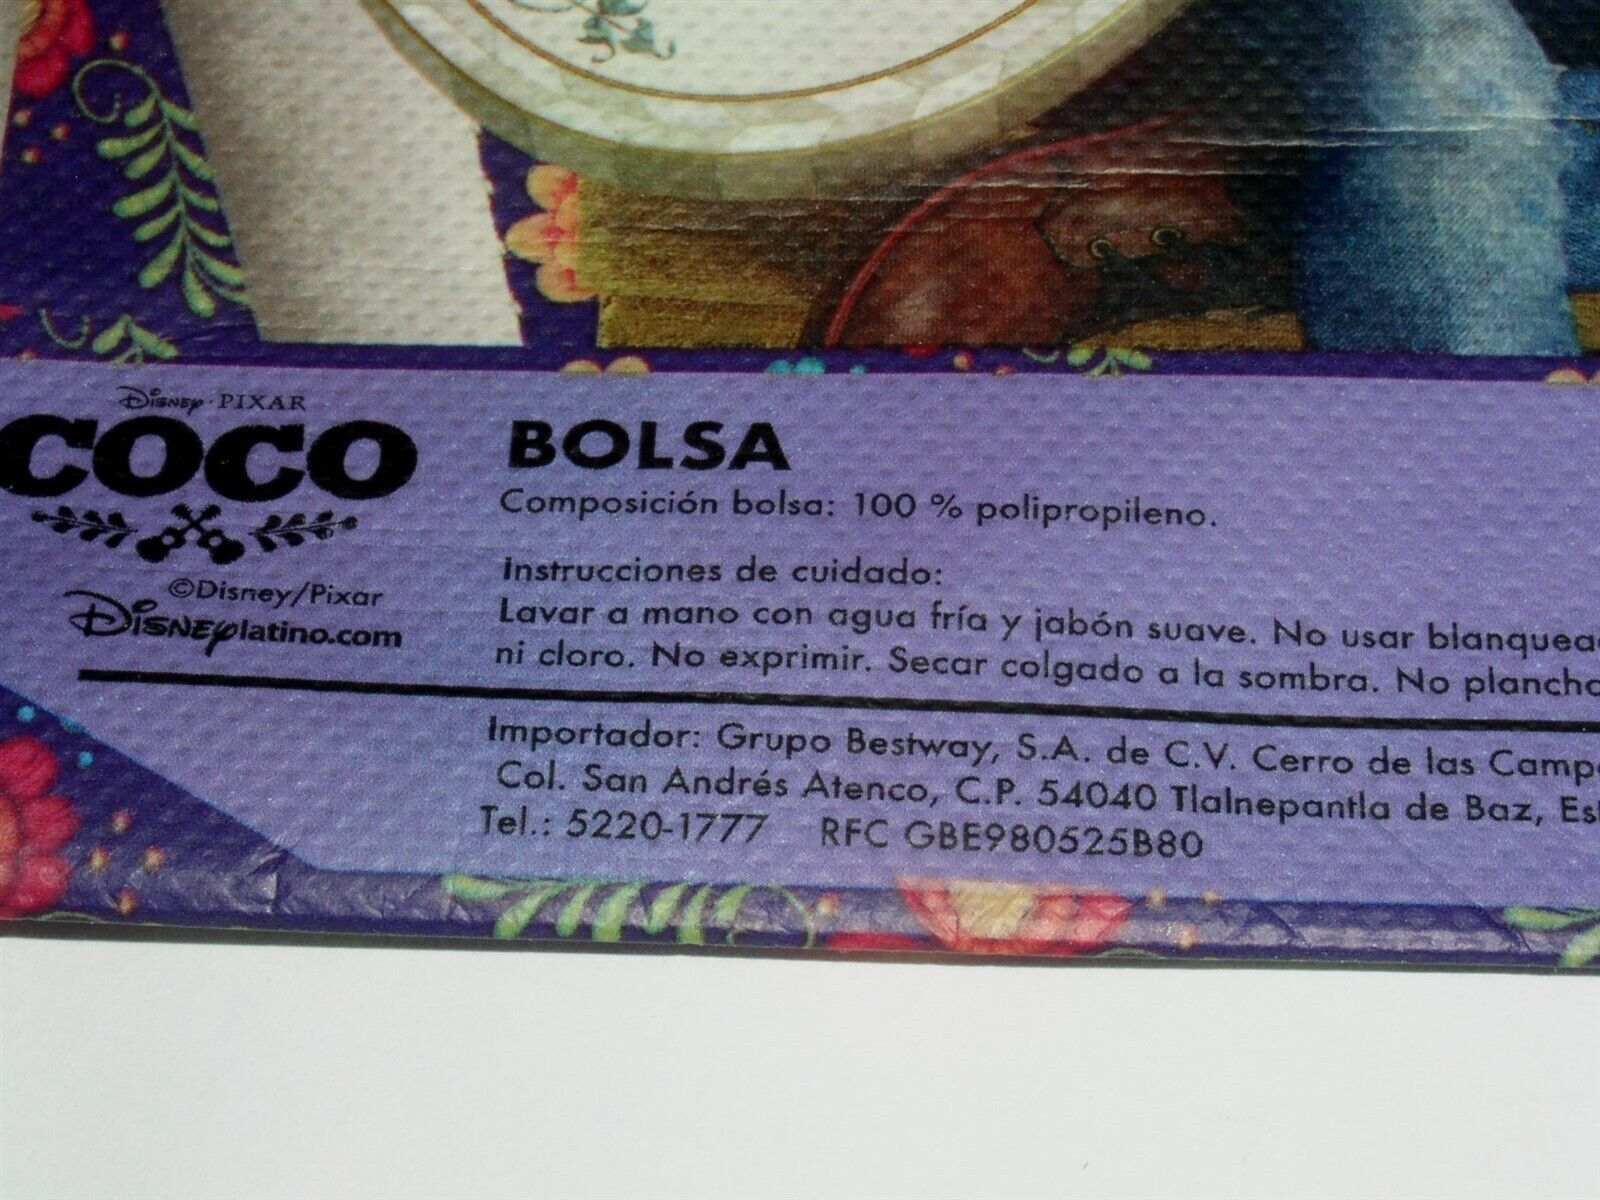 Disney · PIXAR
COCO
©Disney/Pixar
DISNEYlatino.com
BOLSA
Composición bolsa: 100 % polipropileno.
Instrucciones de cuidado:
Lavar a mano con agua fría y jabón suave. No usar
ni cloro. No exprimir. Secar colgado a la sombra. No
Importador: Grupo Bestway, S.A. de C.V. Cerro de las
Col. San Andrés Atenco, C.P. 54040 Tlalnepantla de Baz,
Tel.: 5220-1777 RFC GBE980525B80